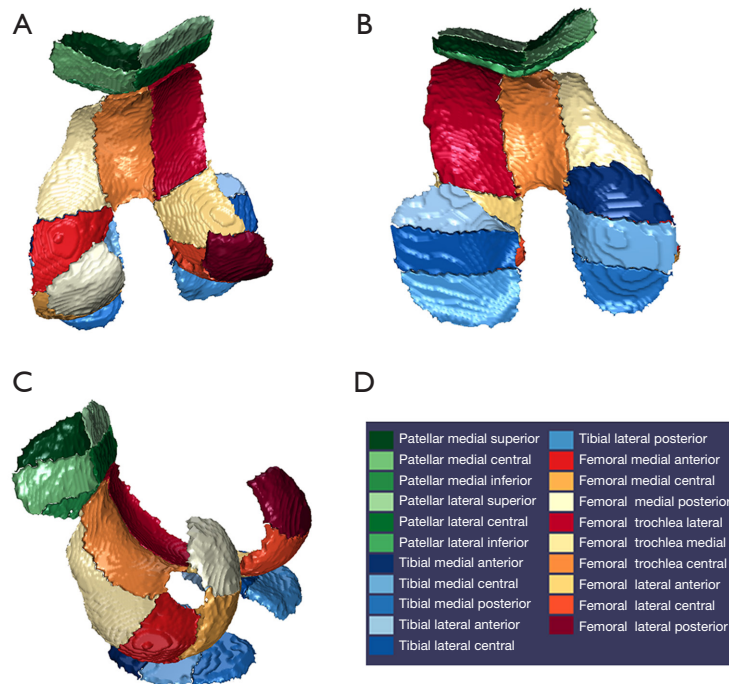 A
B
C
D
Patellar medial superior
Patellar medial central
Patellar medial inferior
Patellar lateral superior
Patellar lateral central
Patellar lateral inferior
Tibial medial anterior
Tibial medial central
Tibial medial posterior
Tibial lateral anterior
Tibial lateral central
Tibial lateral posterior
Femoral medial anterior
Femoral medial central
Femoral medial posterior
Femoral trochlea lateral
Femoral trochlea medial
Femoral trochlea central
Femoral lateral anterior
Femoral lateral central
Femoral lateral posterior